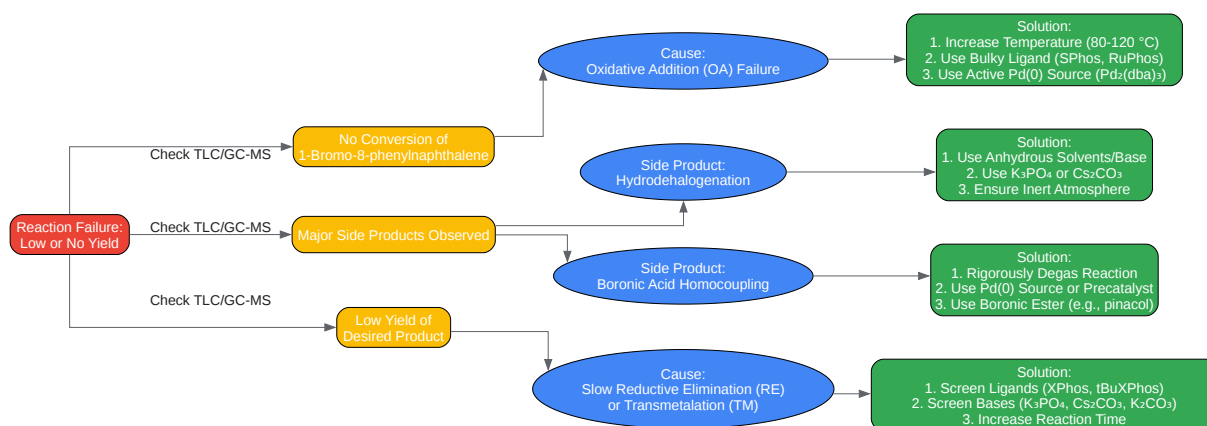 Reaction Failure:
Low or No Yield
Check TLC/GC-MS
Check TLC/GC-MS
Check TLC/GC-MS
No Conversion of
1-Bromo-8-phenylnaphthalene
Major Side Products Observed
Low Yield of
Desired Product
Cause:
Oxidative Addition (OA) Failure
Side Product:
Hydrodehalogenation
Side Product:
Boronic Acid Homocoupling
Cause:
Slow Reductive Elimination (RE)
or Transmetalation (TM)
Solution:
1. Increase Temperature (80-120 °C)
2. Use Bulky Ligand (SPhos, RuPhos)
3. Use Active Pd(0) Source (Pd₂(dba)₃)
Solution:
1. Use Anhydrous Solvents/Base
2. Use K₃PO₄ or Cs₂CO₃
3. Ensure Inert Atmosphere
Solution:
1. Rigorously Degas Reaction
2. Use Pd(0) Source or Precatalyst
3. Use Boronic Ester (e.g., pinacol)
Solution:
1. Screen Ligands (XPhos, tBuXPhos)
2. Screen Bases (K₃PO₄, Cs₂CO₃, K₂CO₃)
3. Increase Reaction Time